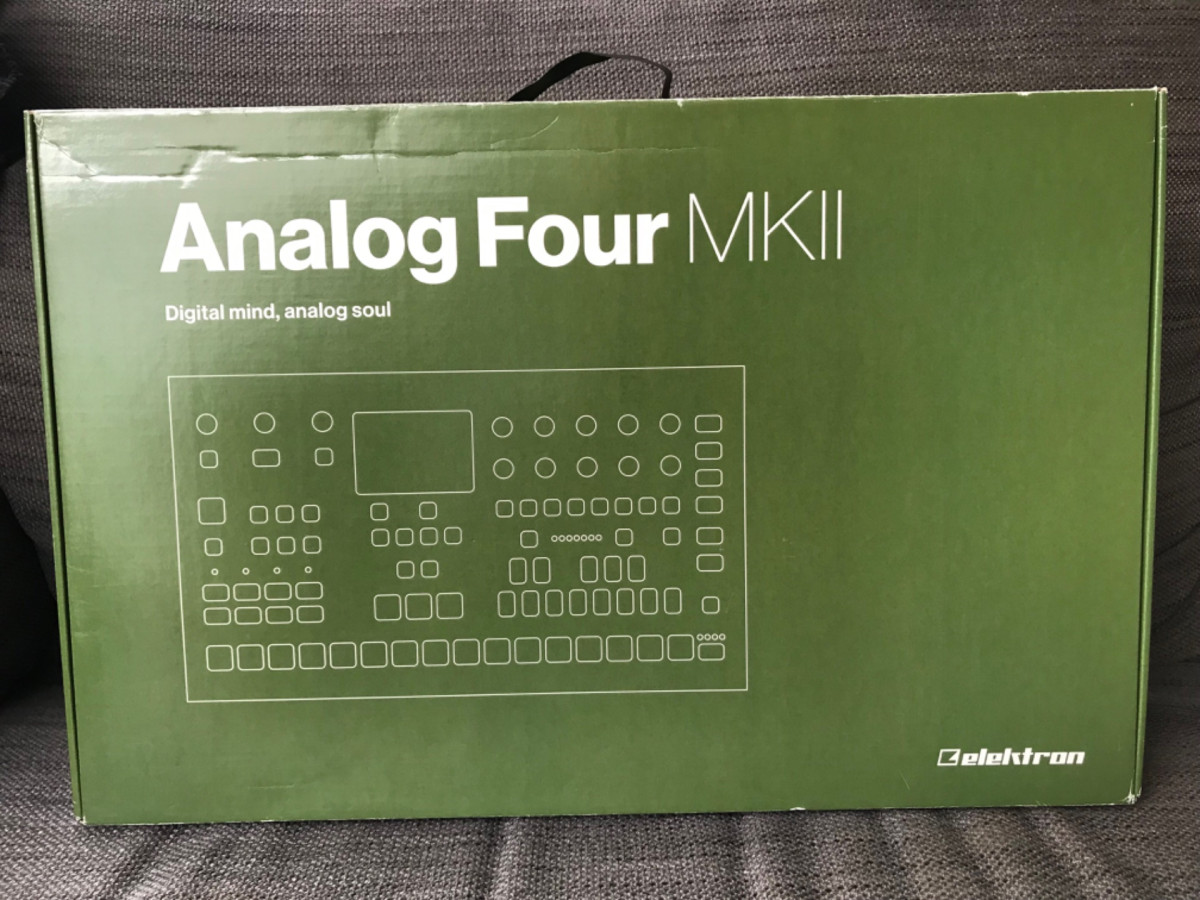 Analog Four MKII
Digital mind, analog soul
elektron